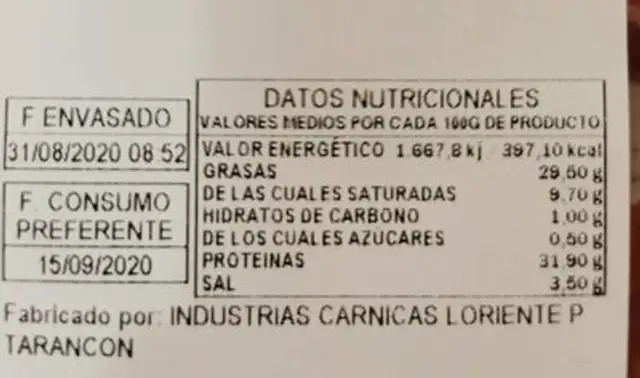 F ENVASADO
31/08/2020 08:52
F. CONSUMO
PREFERENTE
15/09/2020
DATOS NUTRICIONALES
VALORES MEDIOS POR CADA 100G DE PRODUCTO
VALOR ENERGÉTICO 1.667,8 kj 397,10 kcal
GRASAS 29,50 g
DE LAS CUALES SATURADAS 9,70 g
HIDRATOS DE CARBONO 1,00 g
DE LOS CUALES AZÚCARES 0,50 g
PROTEINAS 31,90 g
SAL 3,50 g
Fabricado por: INDUSTRIAS CARNICAS LORIENTE P
TARANCON